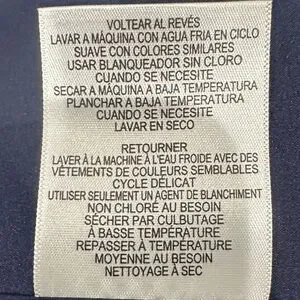 VOLTEAR AL REVÉS
LAVAR A MÁQUINA CON AGUA FRIA EN CICLO
SUAVE CON COLORES SIMILARES
USAR BLANQUEADOR SIN CLORO
CUANDO SE NECESITE
SECAR A MÁQUINA A BAJA TEMPERATURA
PLANCHAR A BAJA TEMPERATURA
CUANDO SE NECESITE
LAVAR EN SECO
RETOURNER
LAVER À LA MACHINE À L'EAU FROIDE AVEC DES
VÊTEMENTS DE COULEURS SEMBLABLES
CYCLE DÉLICAT
UTILISER SEULEMENT UN AGENT DE BLANCHIMENT
NON CHLORÉ AU BESOIN
SÉCHER PAR CULBUTAGE
À BASSE TEMPÉRATURE
REPASSER À TEMPÉRATURE
MOYENNE AU BESOIN
NETTOYAGE À SEC